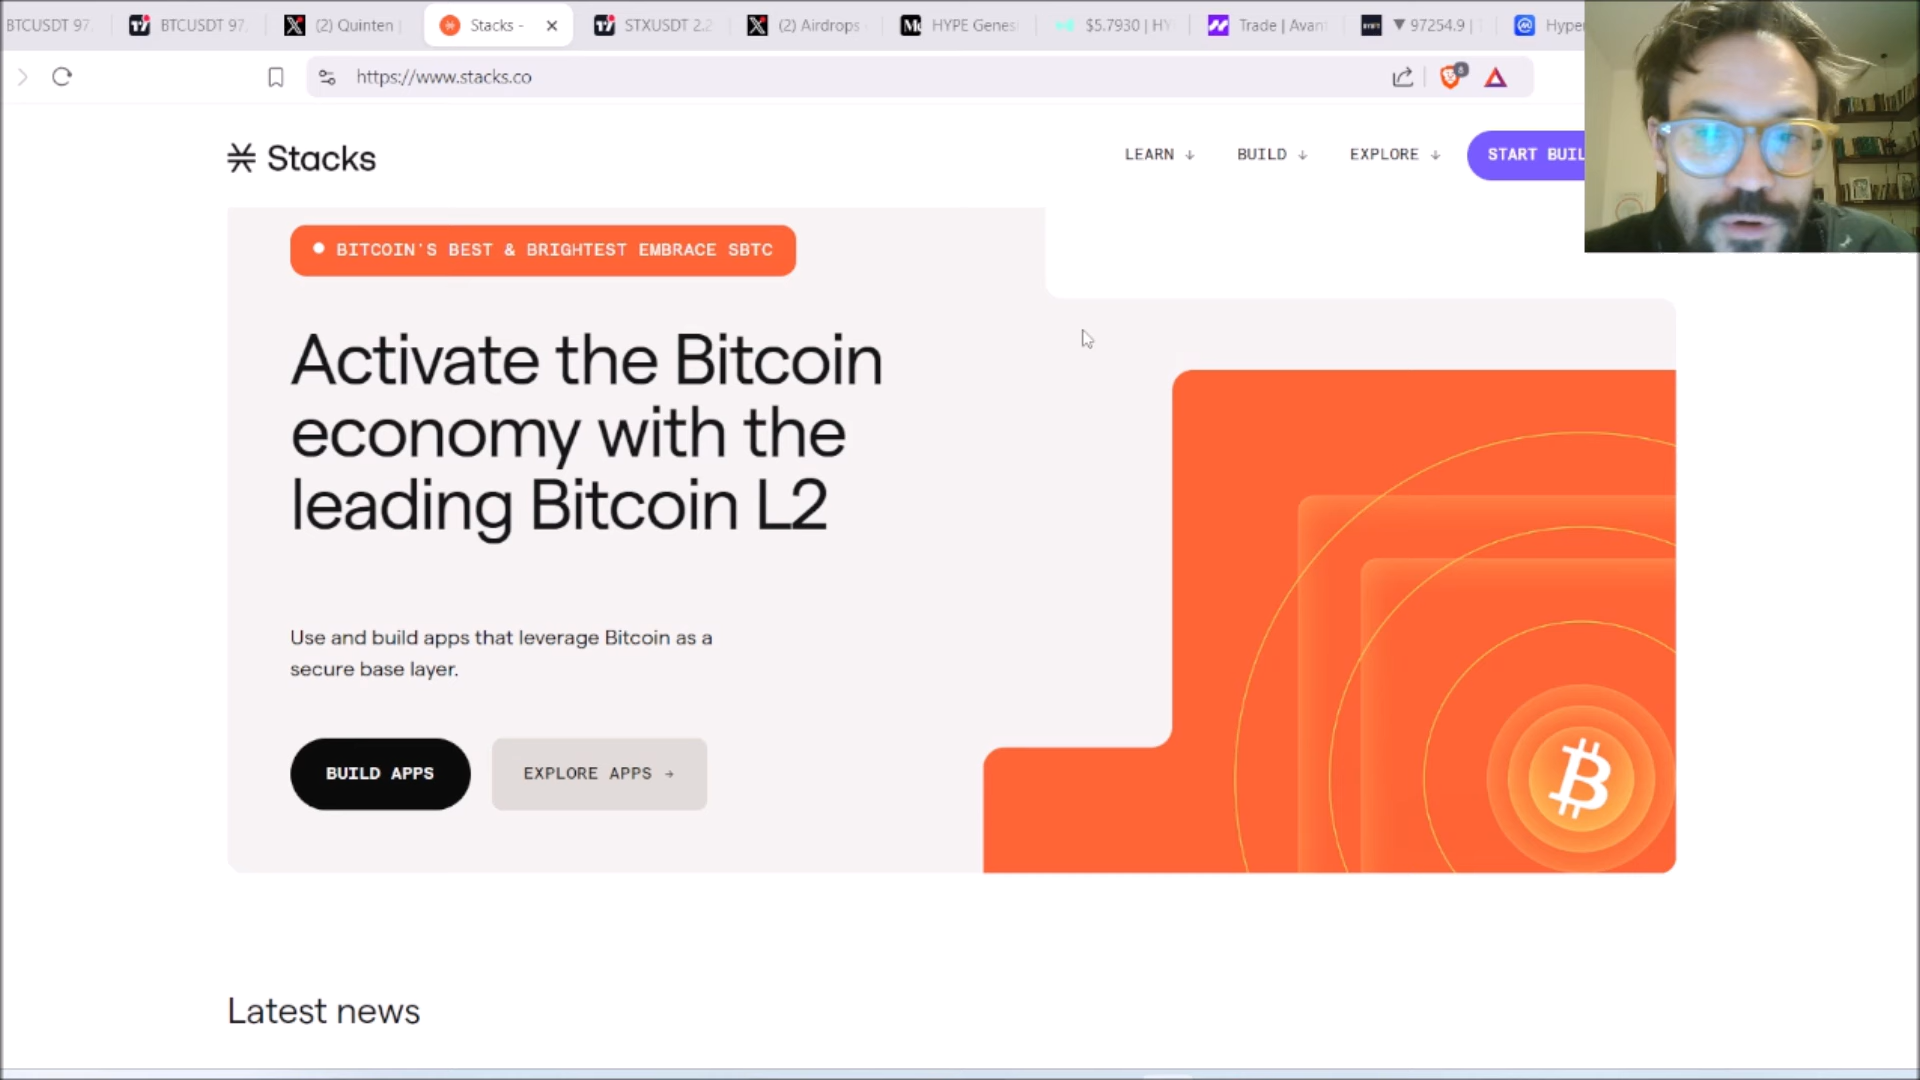 BTCUSDT 97.
BTCUSDT 97.
(2) Quinten |
Stacks -
STXUSDT 2.2
(2) Airdrops
HYPE Genes
$5.7930 | HY
Trade | Avan
▼ 97254.9 |
Hype
https://www.stacks.co
Stacks
LEARN ↓
BUILD ↓
EXPLORE ↓
START BUIL
BITCOIN'S BEST & BRIGHTEST EMBRACE SBTC
Activate the Bitcoin
economy with the
leading Bitcoin L2
Use and build apps that leverage Bitcoin as a
secure base layer.
BUILD APPS
EXPLORE APPS →
Latest news